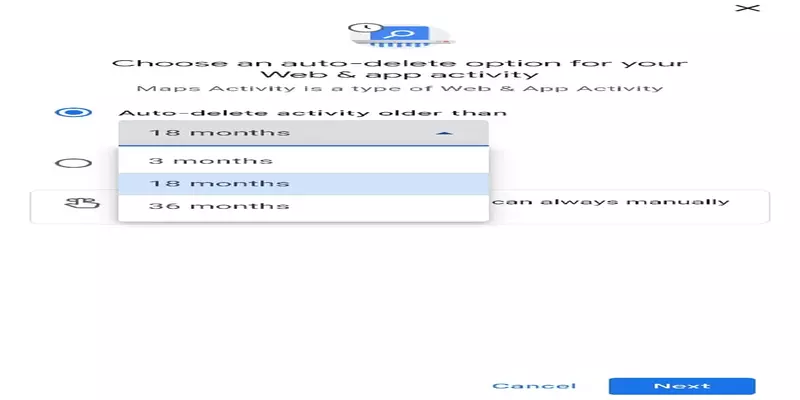 Choose an auto-delete option for your
Web & app activity
Maps Activity is a type of Web & App Activity
Auto-delete activity older than
18 months
3 months
18 months
36 months
can always manually
Cancel
Next